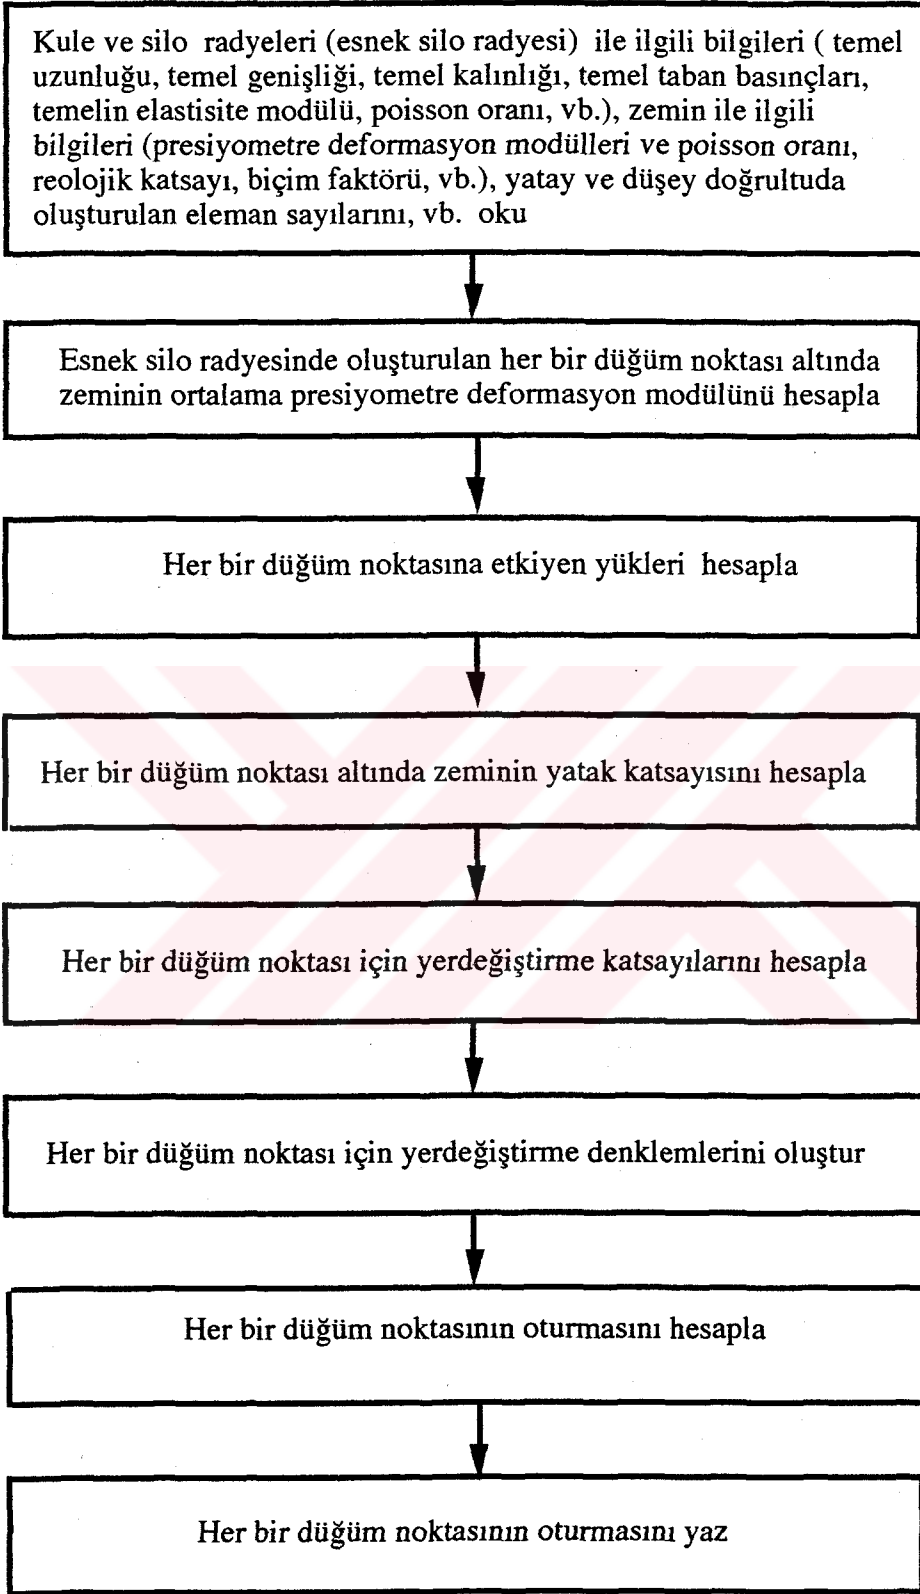 Kule ve silo radyeleri (esnek silo radyesi) ile ilgili bilgileri ( temel
uzunluğu, temel genişliği, temel kalınlığı, temel taban basınçları,
temelin elastisite modülü, poisson oranı, vb.), zemin ile ilgili
bilgileri (presiyometre deformasyon modülleri ve poisson oranı,
reolojik katsayı, biçim faktörü, vb.), yatay ve düşey doğrultuda
oluşturulan eleman sayılarını, vb. oku
Esnek silo radyesinde oluşturulan her bir düğüm noktası altında
zeminin ortalama presiyometre deformasyon modülünü hesapla
Her bir düğüm noktasına etkiyen yükleri hesapla
Her bir düğüm noktası altında zeminin yatak katsayısını hesapla
Her bir düğüm noktası için yerdeğiştirme katsayılarını hesapla
Her bir düğüm noktası için yerdeğiştirme denklemlerini oluştur
Her bir düğüm noktasının oturmasını hesapla
Her bir düğüm noktasının oturmasını yaz